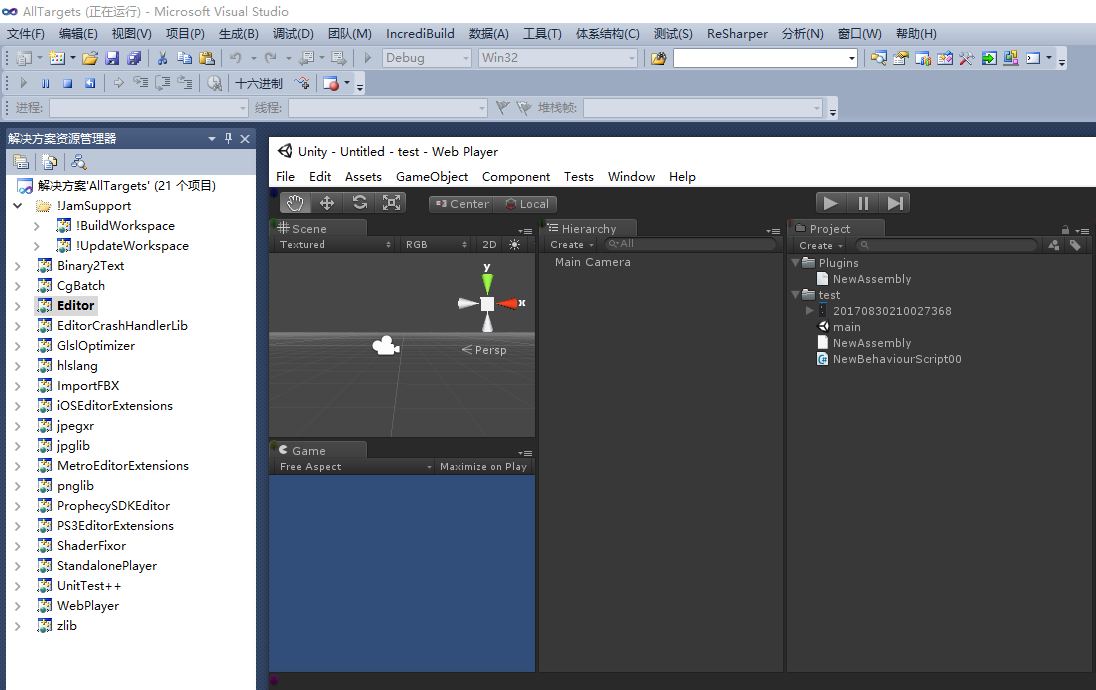 AllTargets (正在运行) - Microsoft Visual Studio
文件(F) 编辑(E) 视图(V) 项目(P) 生成(B) 调试(D) 团队(M) IncrediBuild 数据(A) 工具(T) 体系结构(C) 测试(S) ReSharper 分析(N) 窗口(W) 帮助(H)
Debug Win32
十六进制
进程: 线程: 堆栈帧:
解决方案资源管理器
解决方案'AllTargets' (21 个项目)
!JamSupport
!BuildWorkspace
!UpdateWorkspace
Binary2Text
CgBatch
Editor
EditorCrashHandlerLib
GlslOptimizer
hlslang
ImportFBX
iOSEditorExtensions
jpegxr
jpglib
MetroEditorExtensions
pnglib
ProphecySDKEditor
PS3EditorExtensions
ShaderFixor
StandalonePlayer
UnitTest++
WebPlayer
zlib
Unity - Untitled - test - Web Player
File Edit Assets GameObject Component Tests Window Help
Center Local
Scene
Textured RGB 2D
y
x
Persp
Game
Free Aspect Maximize on Play
Hierarchy
Create All
Main Camera
Project
Create
Plugins
NewAssembly
test
20170830210027368
main
NewAssembly
NewBehaviourScript00